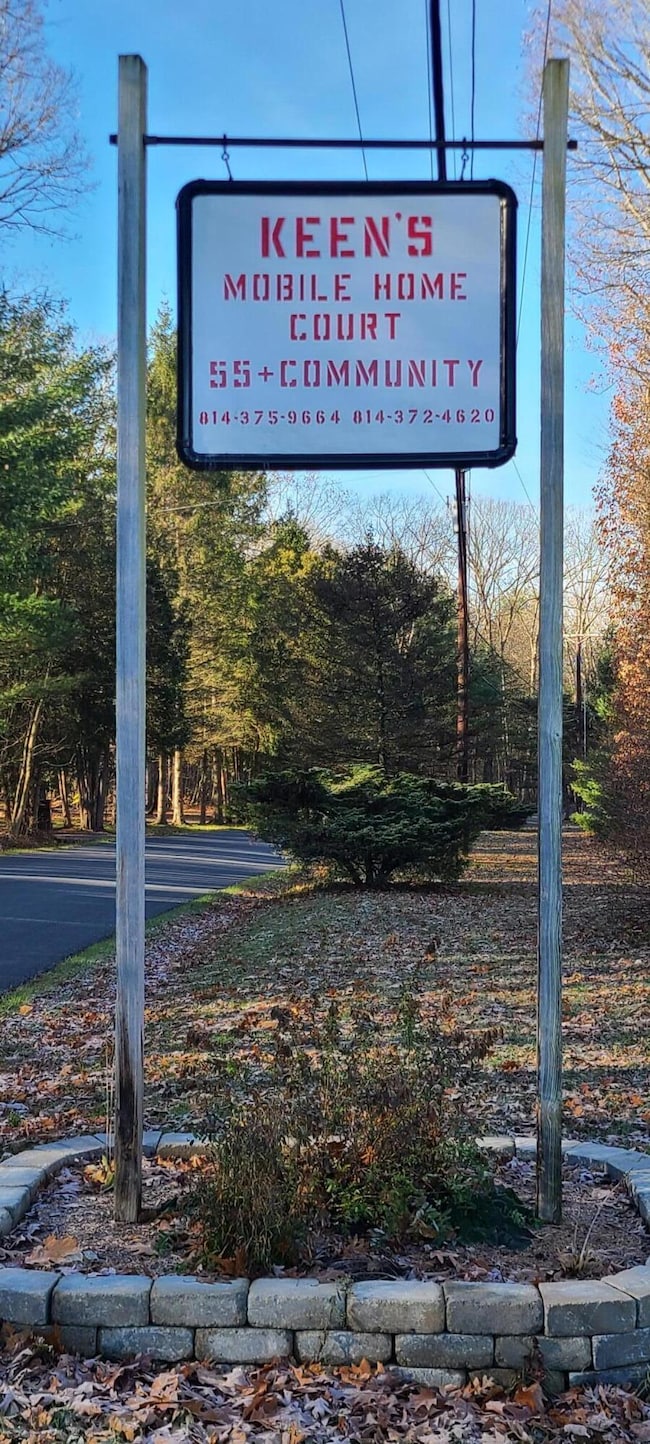 KEEN'S
MOBILE HOME
COURT
55+COMMUNITY
814-375-9664 814-372-4620